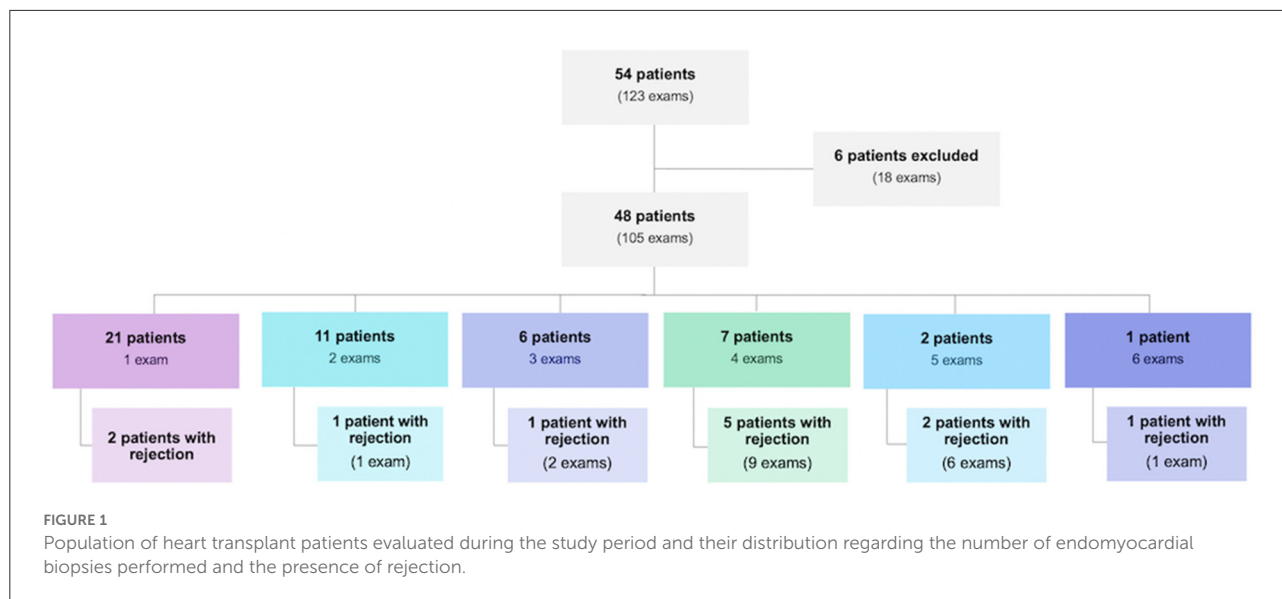 54 patients
(123 exams)
6 patients excluded
(18 exams)
48 patients
(105 exams)
21 patients
1 exam
11 patients
2 exams
6 patients
3 exams
7 patients
4 exams
2 patients
5 exams
1 patient
6 exams
2 patients with
rejection
1 patient with
rejection
(1 exam)
1 patient with
rejection
(2 exams)
5 patients with
rejection
(9 exams)
2 patients with
rejection
(6 exams)
1 patient with
rejection
(1 exam)
FIGURE 1
Population of heart transplant patients evaluated during the study period and their distribution regarding the number of endomyocardial
biopsies performed and the presence of rejection.